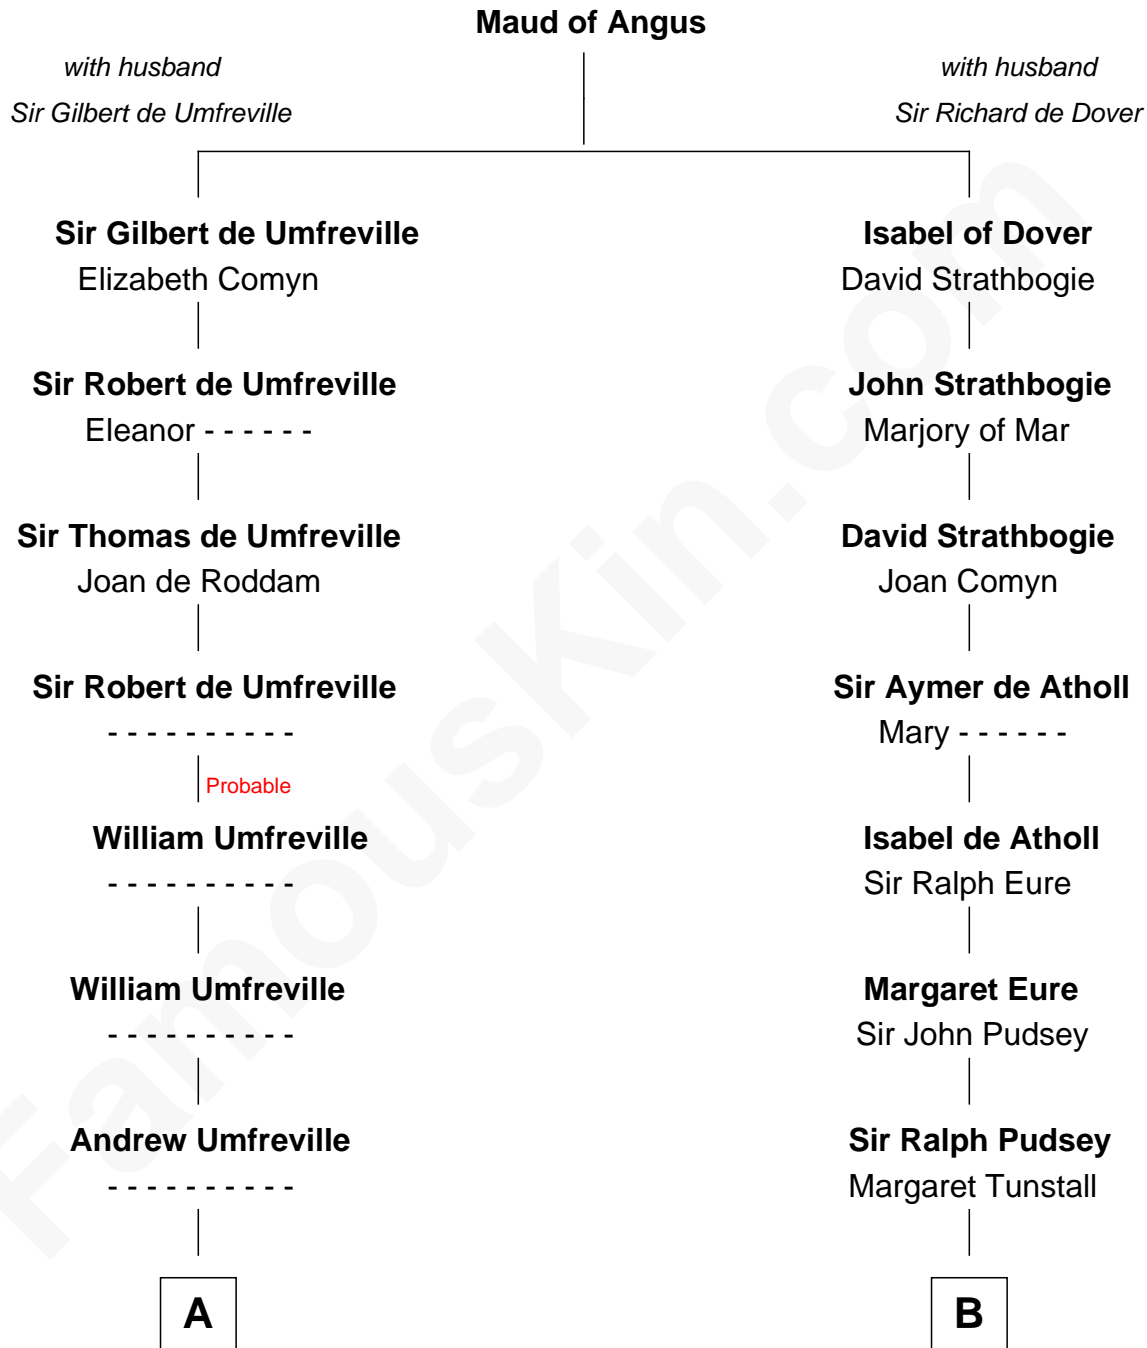 Maud of Angus
with husband
Sir Gilbert de Umfreville
with husband
Sir Richard de Dover
Sir Gilbert de Umfreville
Elizabeth Comyn
Isabel of Dover
David Strathbogie
Sir Robert de Umfreville
Eleanor - - - - - -
John Strathbogie
Marjory of Mar
Sir Thomas de Umfreville
Joan de Roddam
David Strathbogie
Joan Comyn
Sir Robert de Umfreville
- - - - - - - - - -
Sir Aymer de Atholl
Mary - - - - - -
Probable
William Umfreville
- - - - - - - - - -
Isabel de Atholl
Sir Ralph Eure
William Umfreville
- - - - - - - - - -
Margaret Eure
Sir John Pudsey
Andrew Umfreville
- - - - - - - - - -
Sir Ralph Pudsey
Margaret Tunstall
A
B
FamousKin.com